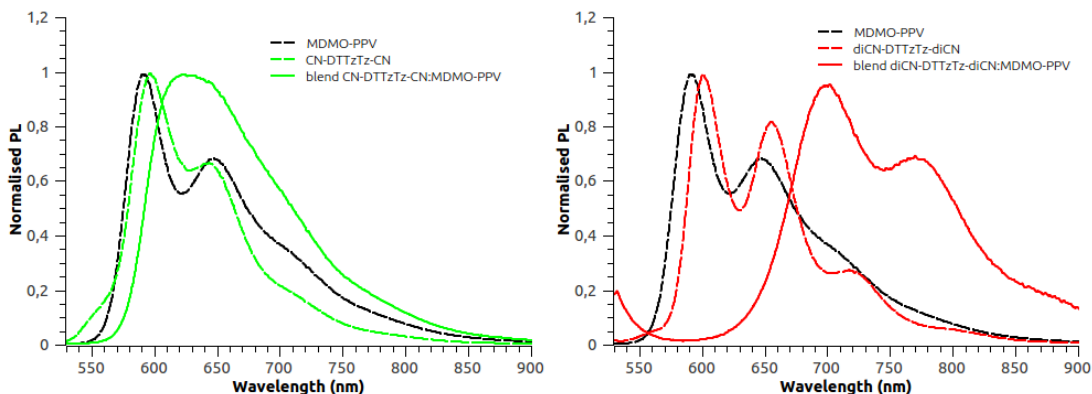 1,2
1
0,8
0,6
0,4
0,2
0
Normalised PL
MDMO-PPV
CN-DTTzTz-CN
blend CN-DTTzTz-CN:MDMO-PPV
550 600 650 700 750 800 850 900
Wavelength (nm)
1,2
1
0,8
0,6
0,4
0,2
0
Normalised PL
MDMO-PPV
diCN-DTTzTz-diCN
blend diCN-DTTzTz-diCN:MDMO-PPV
550 600 650 700 750 800 850 900
Wavelength (nm)